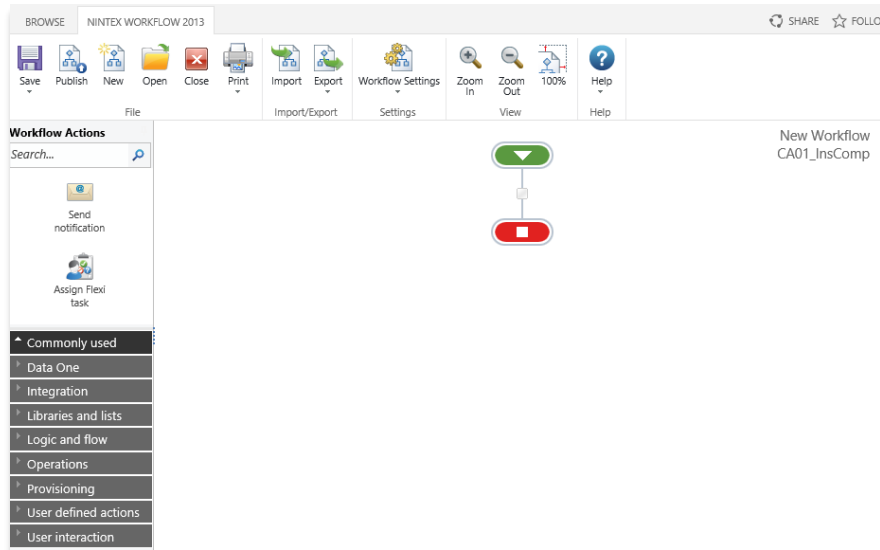 BROWSE NINTEX WORKFLOW 2013 SHARE FOLLO
Save Publish New Open Close Print Import Export Workflow Settings Zoom In Zoom Out 100% Help
File Import/Export Settings View Help
Workflow Actions
Search...
New Workflow
CA01_InsComp
Send
notification
Assign Flexi
task
Commonly used
Data One
Integration
Libraries and lists
Logic and flow
Operations
Provisioning
User defined actions
User interaction